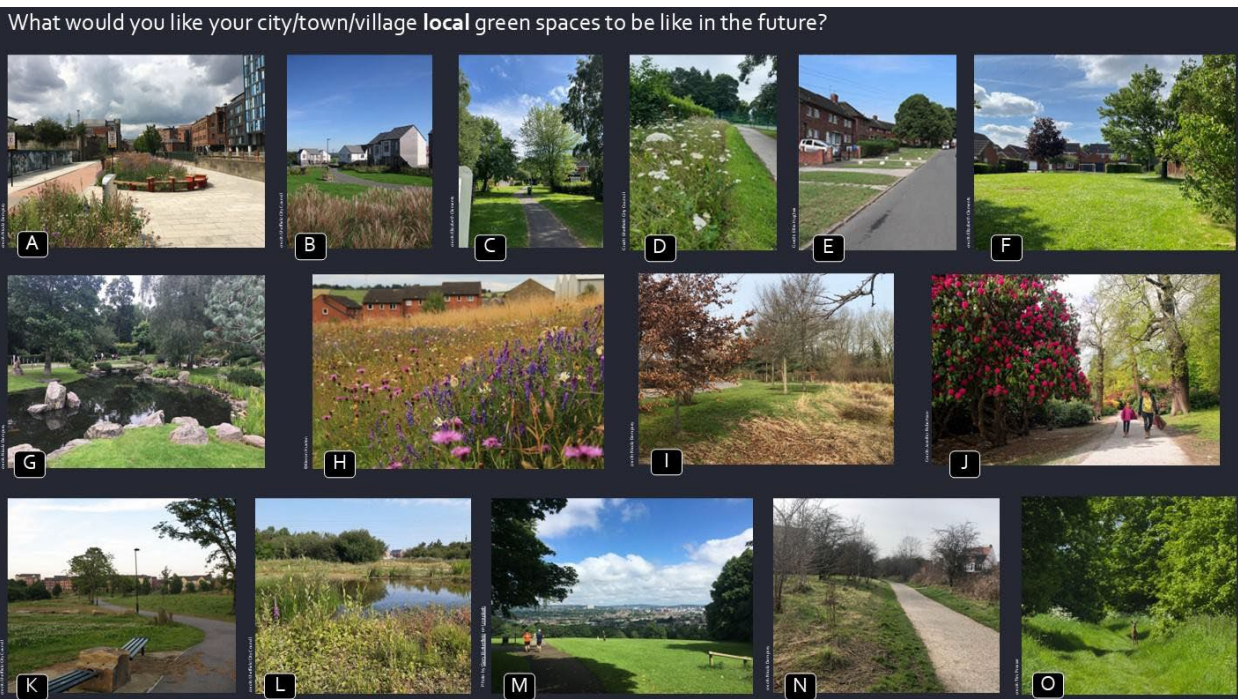 What would you like your city/town/village local green spaces to be like in the future?
A
B
C
D
E
F
G
H
I
J
K
L
M
N
O